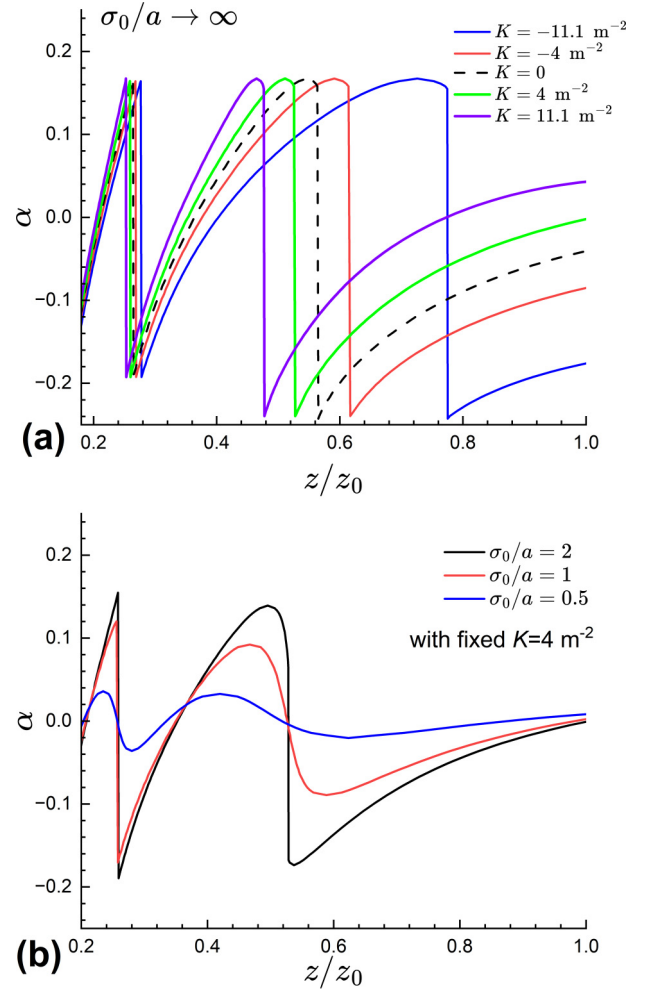 σ₀/a → ∞
K = −11.1 m⁻²
K = −4 m⁻²
K = 0
K = 4 m⁻²
K = 11.1 m⁻²
0.2
0.1
0.0
−0.1
−0.2
α
0.2 0.4 0.6 0.8 1.0
(a)
z/z₀
σ₀/a = 2
σ₀/a = 1
σ₀/a = 0.5
with fixed K=4 m⁻²
0.2
0.1
0.0
−0.1
−0.2
α
0.2 0.4 0.6 0.8 1.0
(b)
z/z₀